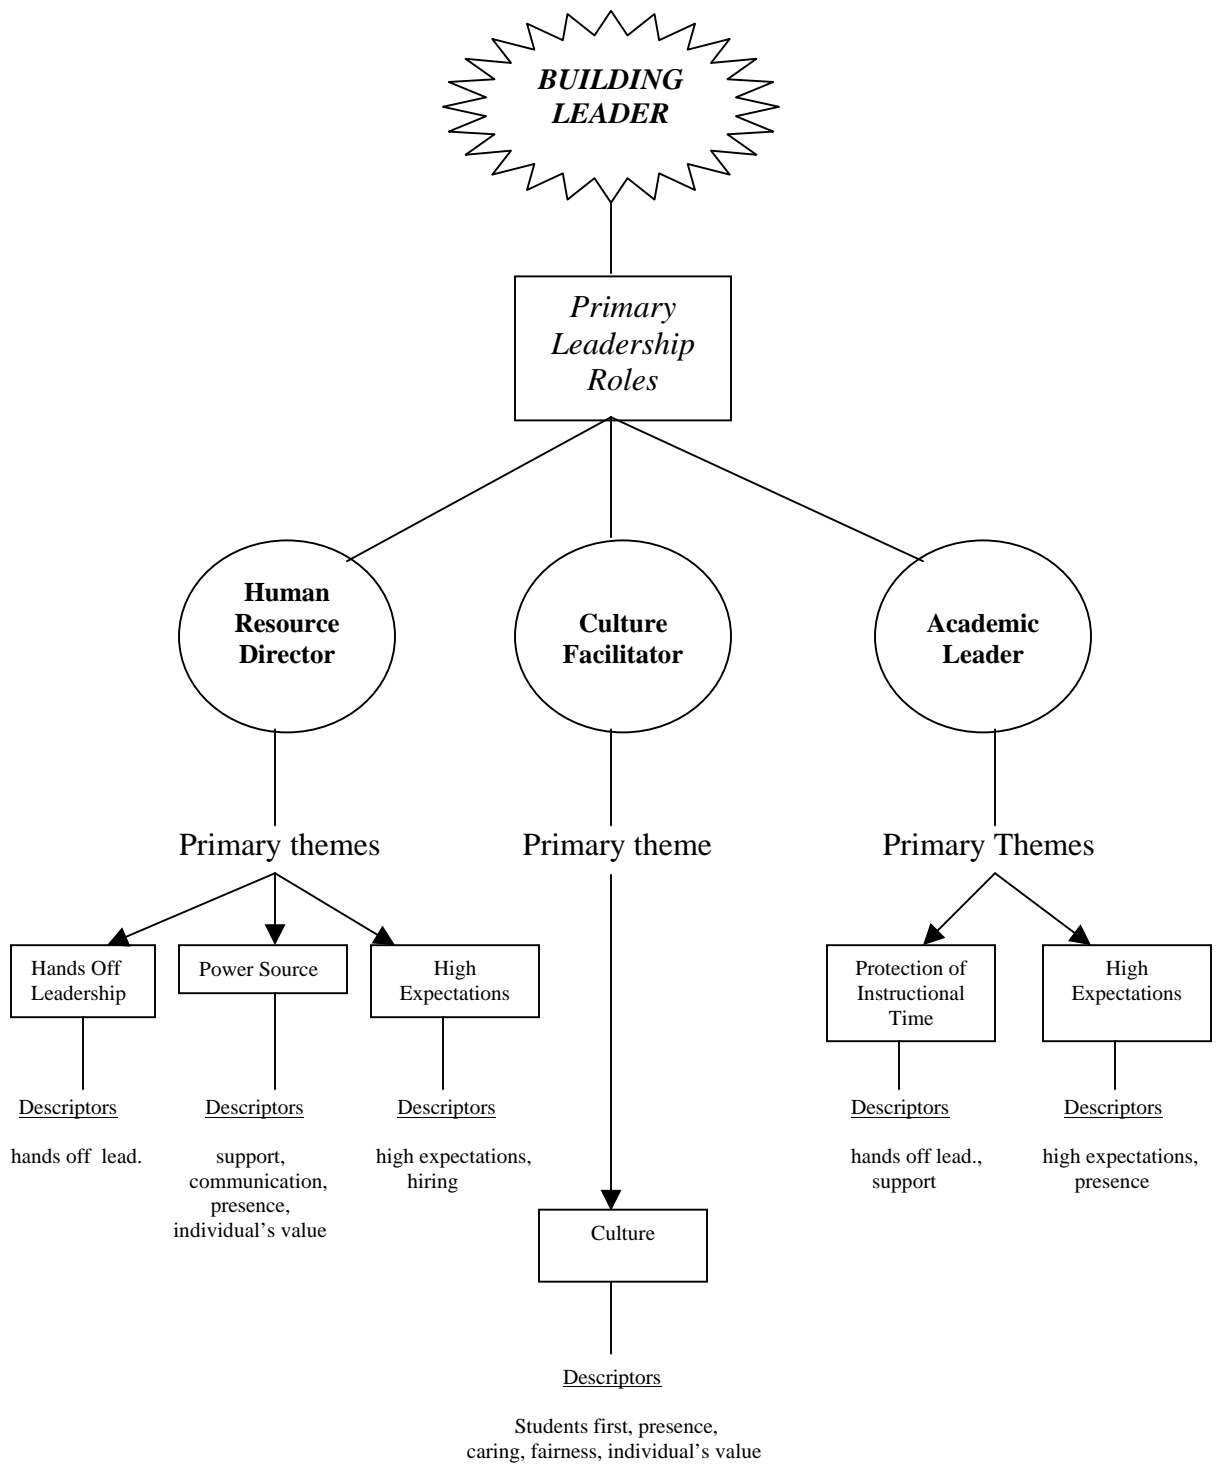 BUILDING
LEADER
Primary
Leadership
Roles
Human
Resource
Director
Culture
Facilitator
Academic
Leader
Primary themes
Primary theme
Primary Themes
Hands Off
Leadership
Power Source
High
Expectations
Protection of
Instructional
Time
High
Expectations
Descriptors
hands off lead.
Descriptors
support,
communication,
presence,
individual's value
Descriptors
high expectations,
hiring
Descriptors
hands off lead.,
support
Descriptors
high expectations,
presence
Culture
Descriptors
Students first, presence,
caring, fairness, individual's value